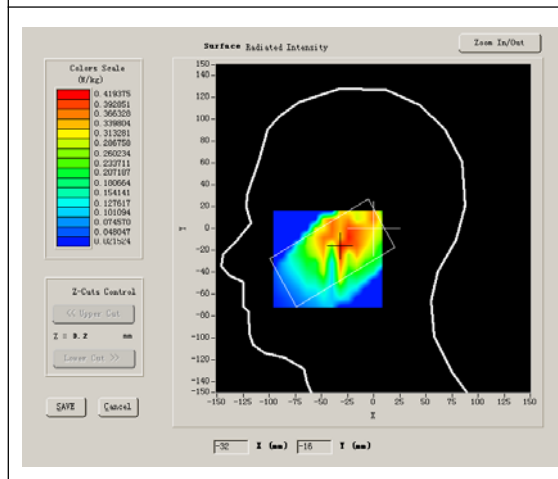 Surface Radiated Intensity
Zoom In/Out
Colors Scale
(W/kg)
0.419375
0.392851
0.366328
0.339804
0.313281
0.286758
0.260234
0.233711
0.207187
0.180664
0.154141
0.127617
0.101094
0.074570
0.048047
0.021524
150
140
120
100
80
60
40
20
0
-20
-40
-60
-80
-100
-120
-140
-150
Y
-150 -125 -100 -75 -50 -25 0 25 50 75 100 125 150
X
Z-Cuts Control
<< Upper Cut
Z = 0.2 mm
Lower Cut >>
SAVE Cancel
-32 X (mm) -16 Y (mm)